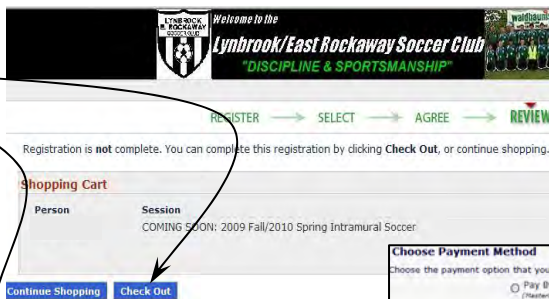 LYNBROOK
E. ROCKAWAY
SOCCER CLUB
Welcome to the
Lynbrook/East Rockaway Soccer Club
"DISCIPLINE & SPORTSMANSHIP"
waldbaum
REGISTER → SELECT → AGREE → REVIEW
Registration is not complete. You can complete this registration by clicking Check Out, or continue shopping.
Shopping Cart
Person Session
COMING SOON: 2009 Fall/2010 Spring Intramural Soccer
Continue Shopping Check Out
Choose Payment Method
Choose the payment option that you
Pay